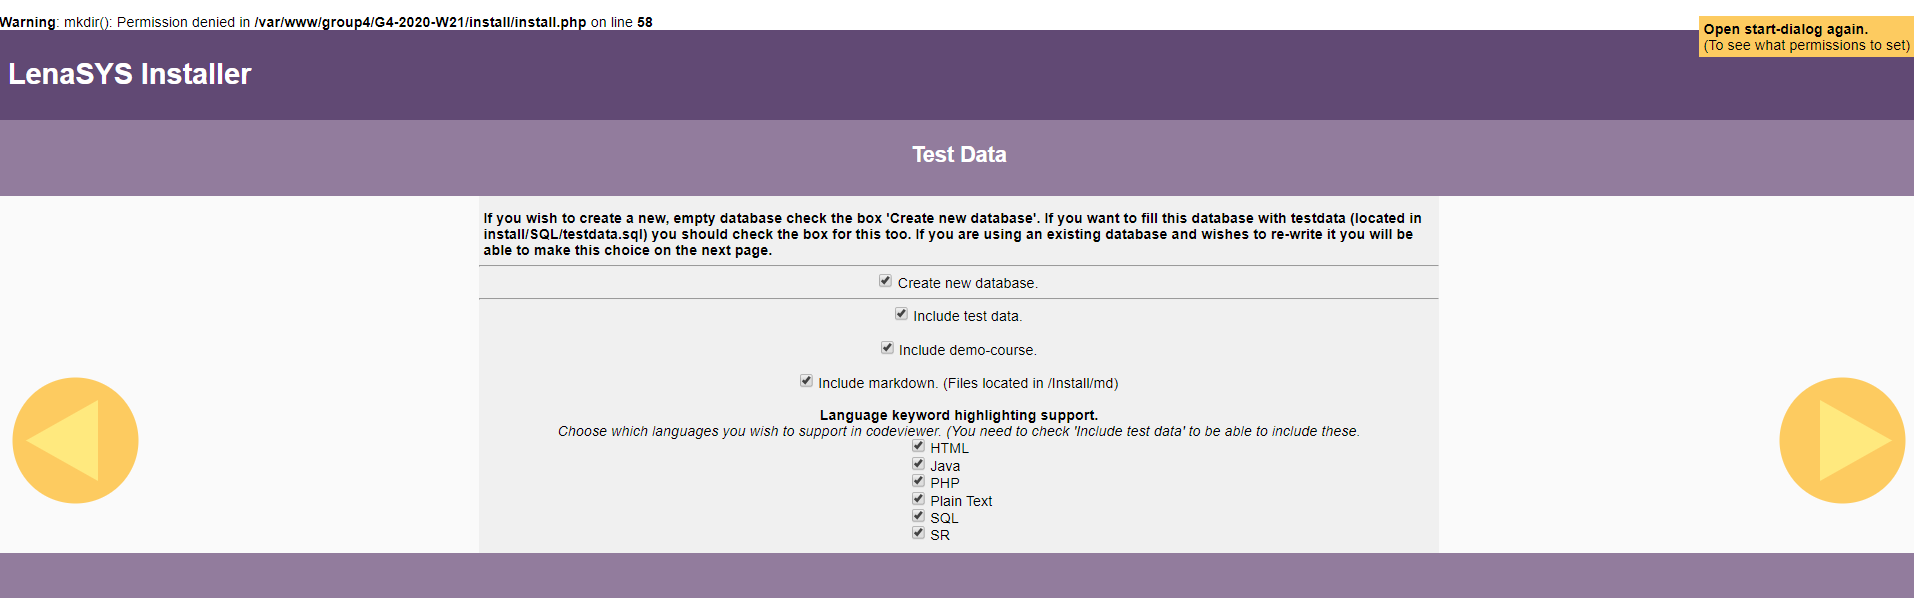 Warning: mkdir(): Permission denied in /var/www/group4/G4-2020-W21/install/install.php on line 58
Open start-dialog again.
(To see what permissions to set)
LenaSYS Installer
Test Data
If you wish to create a new, empty database check the box 'Create new database'. If you want to fill this database with testdata (located in
install/SQL/testdata.sql) you should check the box for this too. If you are using an existing database and wishes to re-write it you will be
able to make this choice on the next page.
Create new database.
Include test data.
Include demo-course.
Include markdown. (Files located in /Install/md)
Language keyword highlighting support.
Choose which languages you wish to support in codeviewer. (You need to check 'Include test data' to be able to include these.
HTML
Java
PHP
Plain Text
SQL
SR